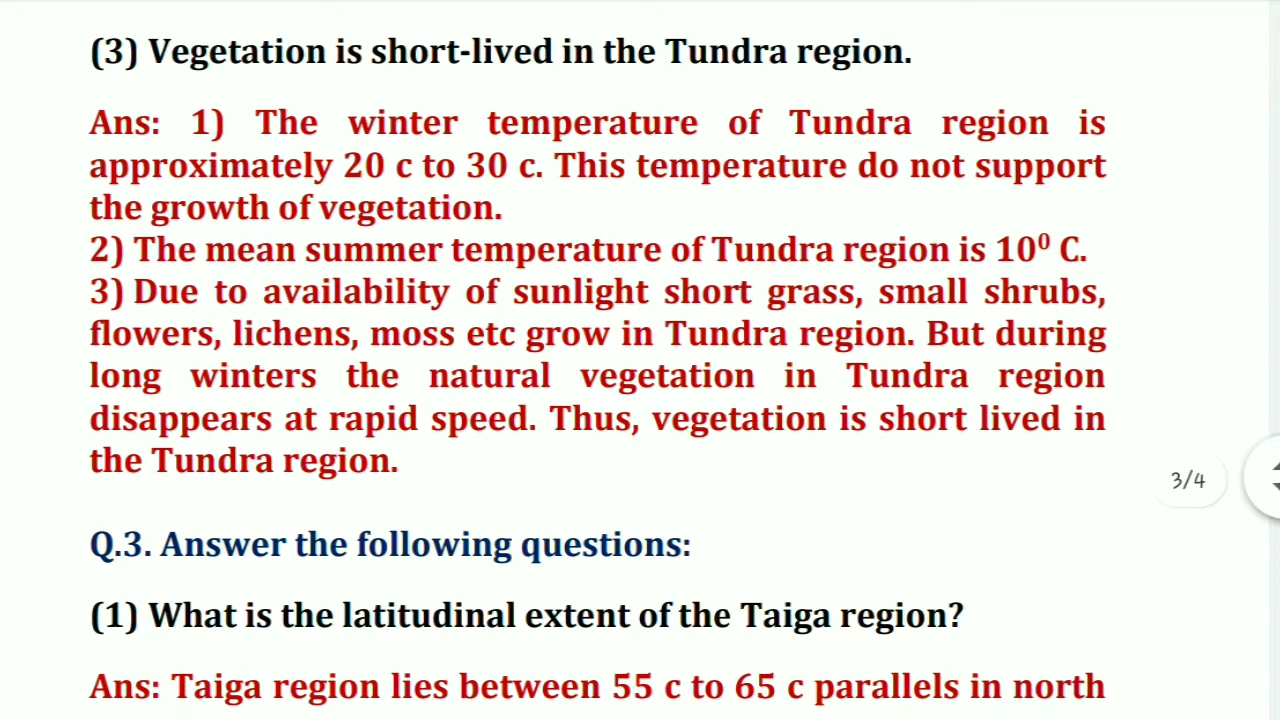 (3) Vegetation is short-lived in the Tundra region.
Ans: 1) The winter temperature of Tundra region is
approximately 20 c to 30 c. This temperature do not support
the growth of vegetation.
2) The mean summer temperature of Tundra region is 10⁰ C.
3) Due to availability of sunlight short grass, small shrubs,
flowers, lichens, moss etc grow in Tundra region. But during
long winters the natural vegetation in Tundra region
disappears at rapid speed. Thus, vegetation is short lived in
the Tundra region.
3/4
Q.3. Answer the following questions:
(1) What is the latitudinal extent of the Taiga region?
Ans: Taiga region lies between 55 c to 65 c parallels in north